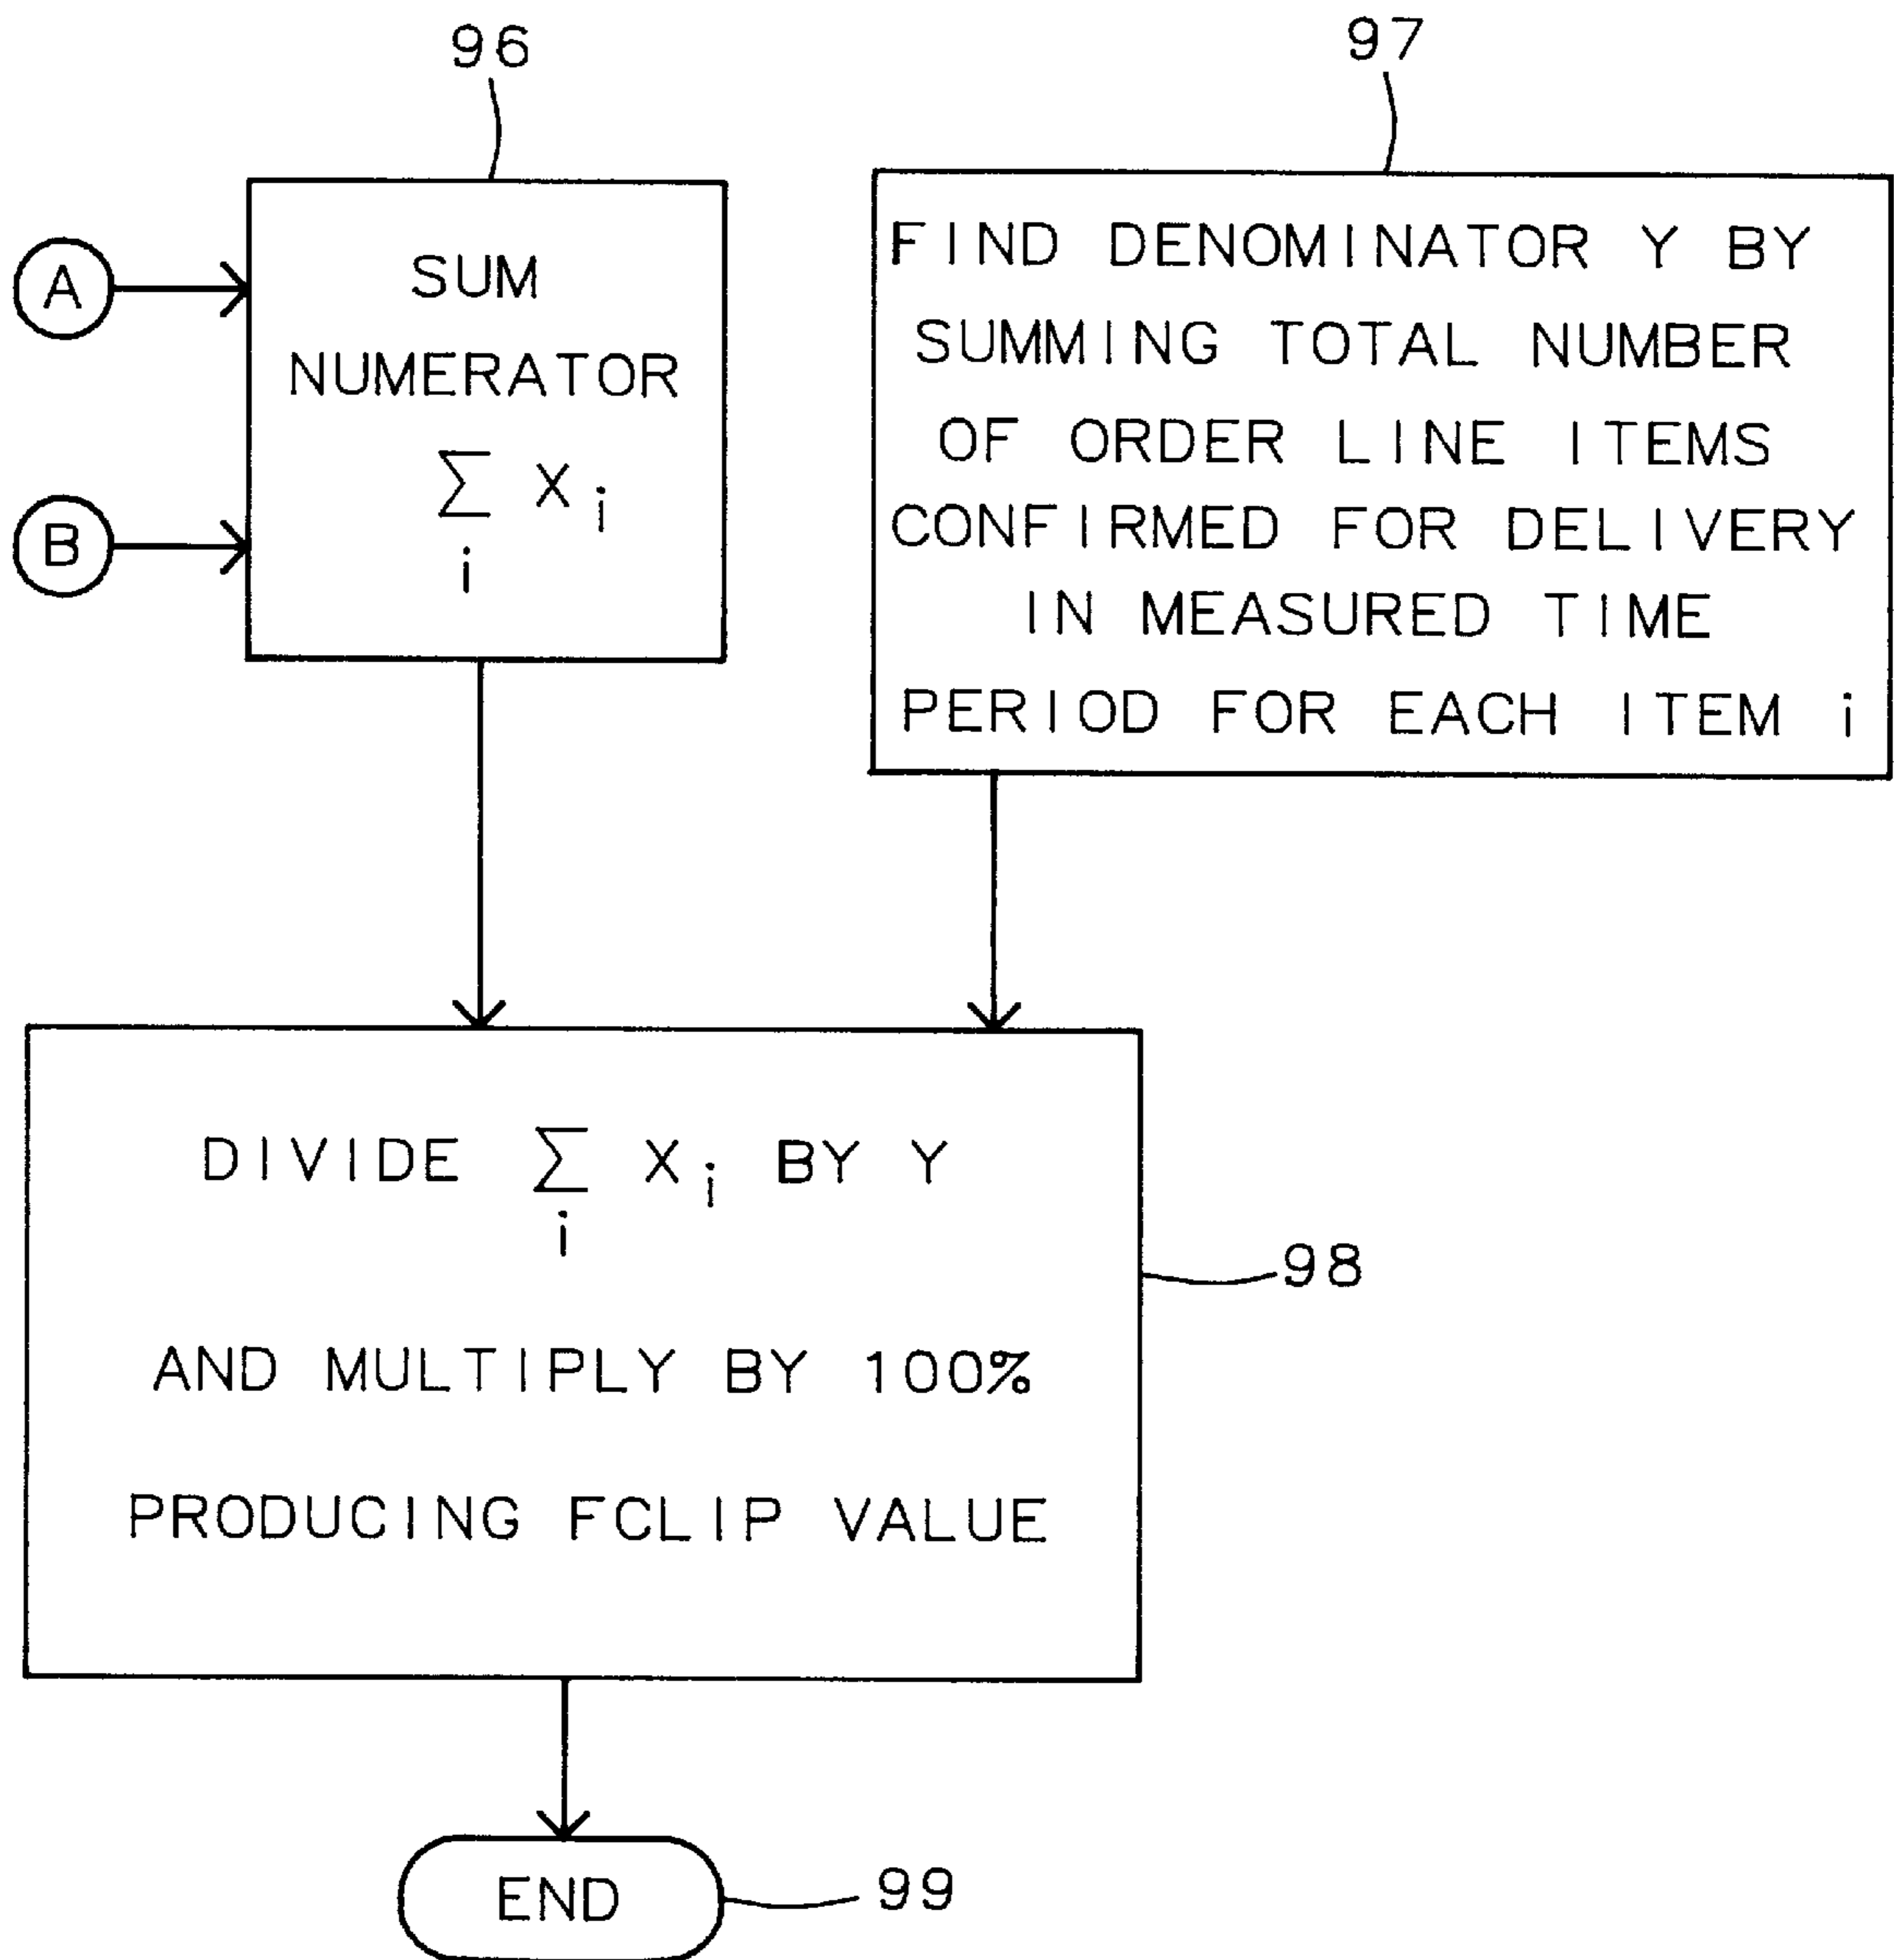 96
97
A
B
SUM
NUMERATOR
∑ X i
i
FIND DENOMINATOR Y BY
SUMMING TOTAL NUMBER
OF ORDER LINE ITEMS
CONFIRMED FOR DELIVERY
IN MEASURED TIME
PERIOD FOR EACH ITEM i
DIVIDE ∑ X i BY Y
i
AND MULTIPLY BY 100%
PRODUCING FCLIP VALUE
98
END
99